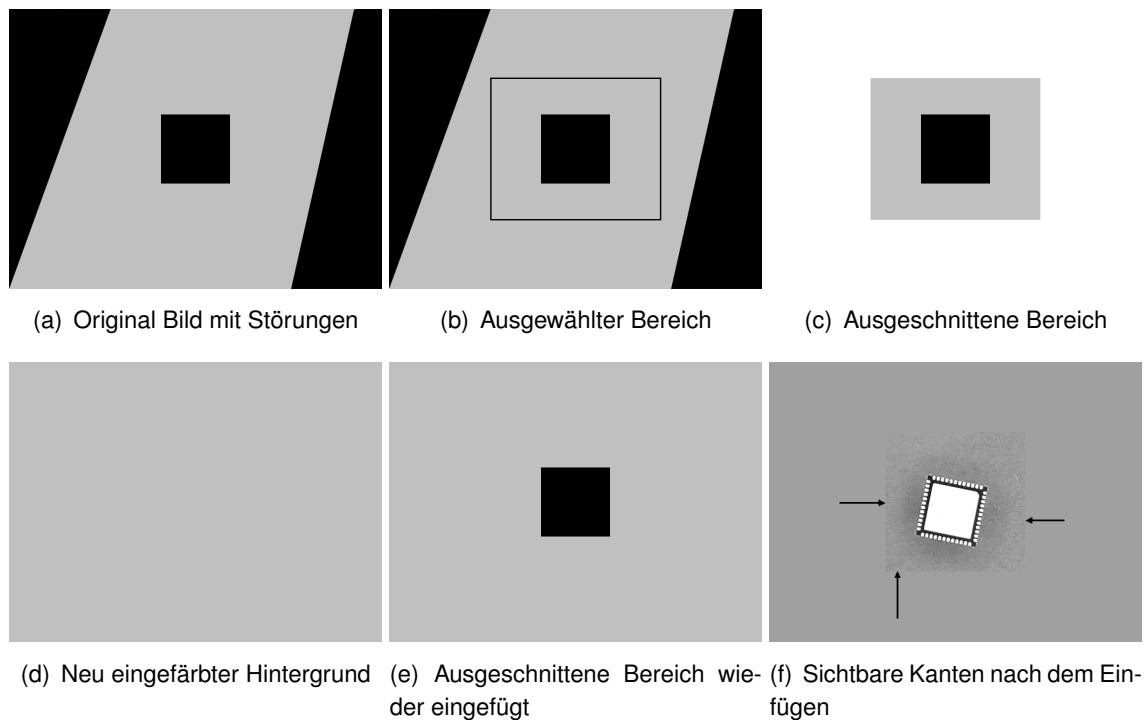 (a) Original Bild mit Störungen
(b) Ausgewählter Bereich
(c) Ausgeschnittene Bereich
(d) Neu eingefärbter Hintergrund
(e) Ausgeschnittene Bereich wie-
der eingefügt
(f) Sichtbare Kanten nach dem Ein-
fügen